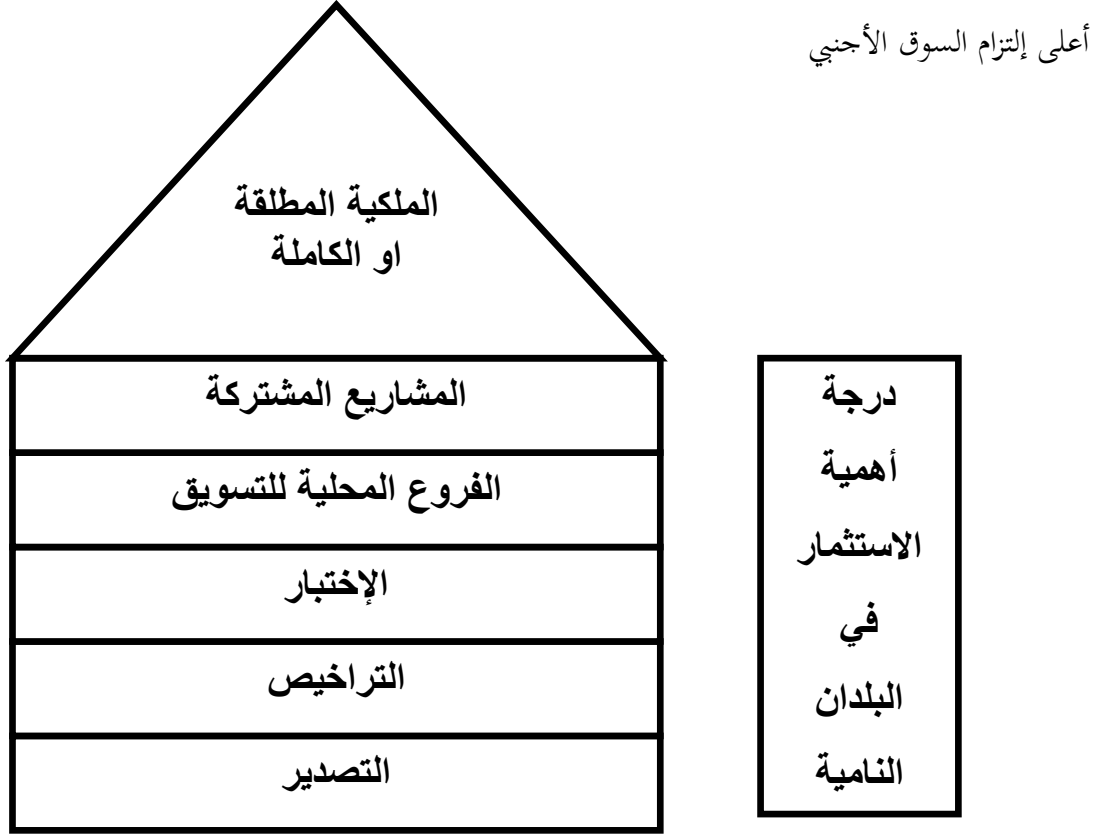 أعلى إلتزام السوق الأجنبي
الملكية المطلقة
او الكاملة
المشاريع المشتركة
الفروع المحلية للتسويق
الإختبار
التراخيص
التصدير
درجة
أهمية
الاستثمار
في
البلدان
النامية